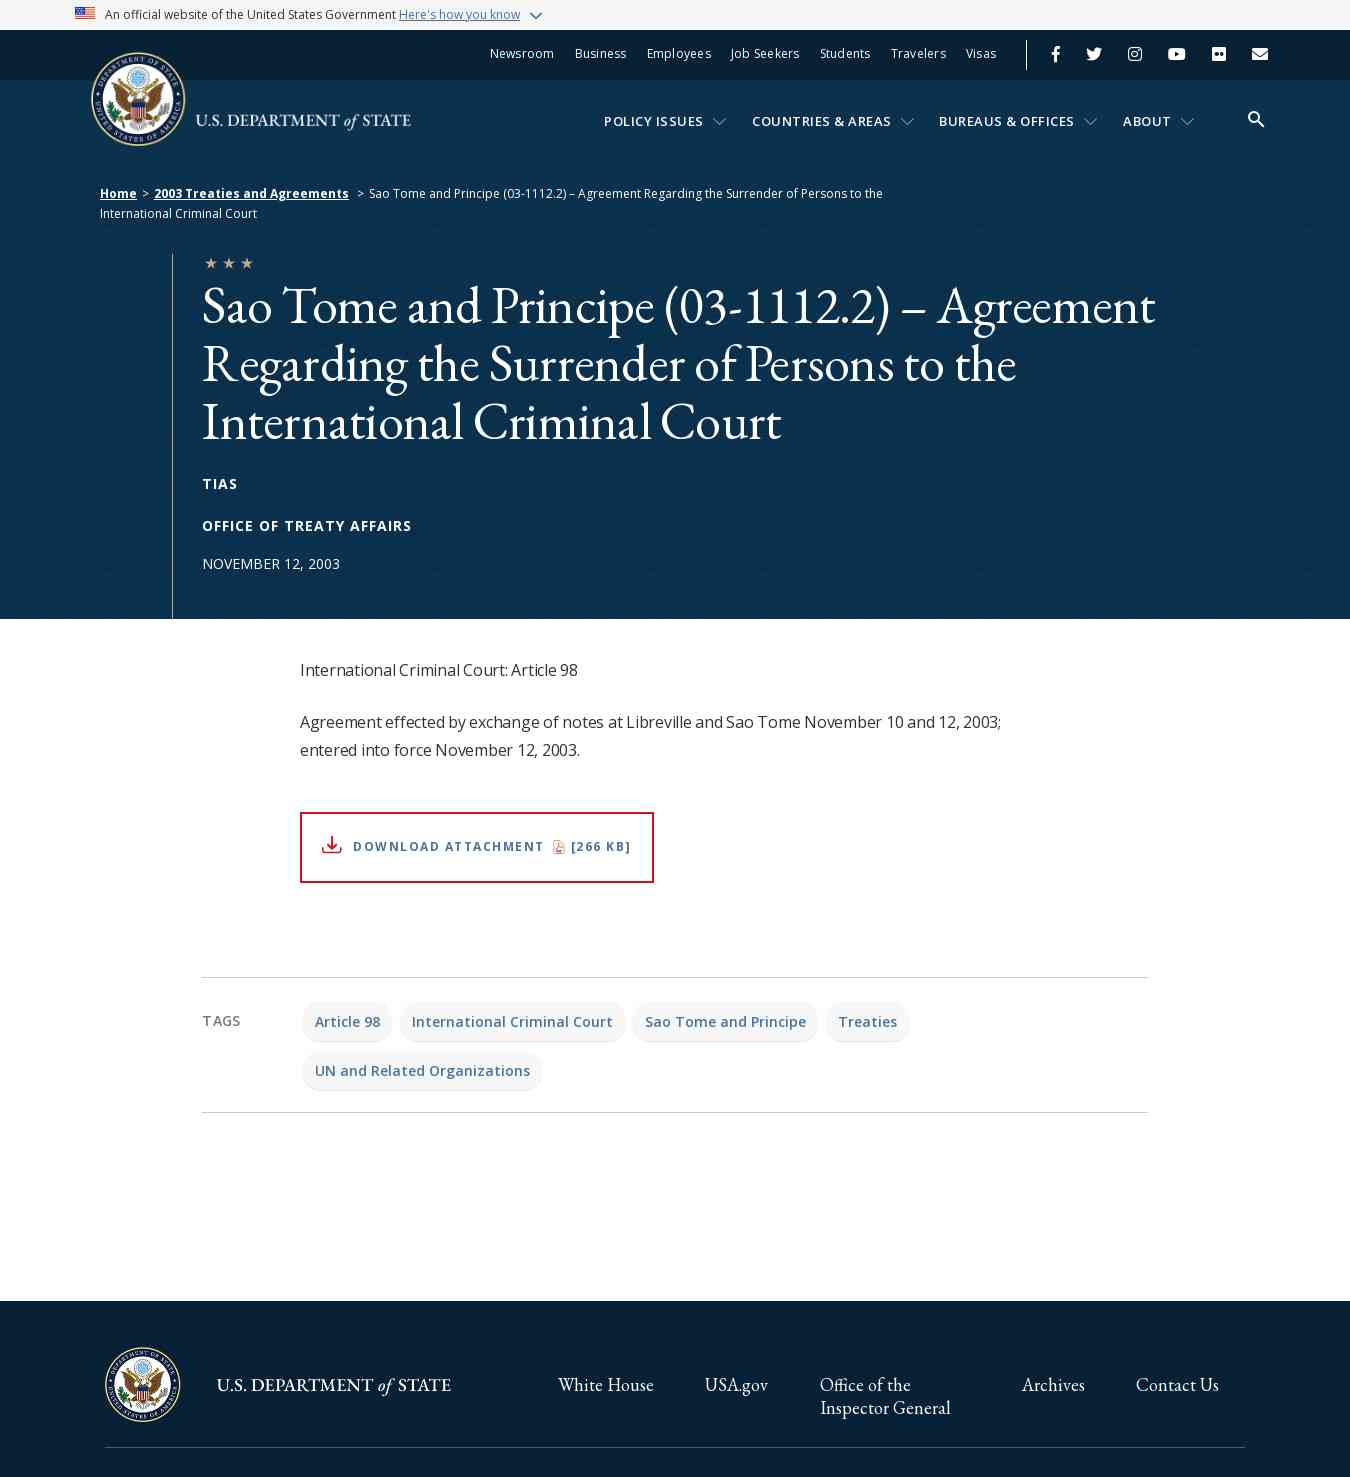 An official website of the United States Government Here's how you know
Newsroom Business Employees Job Seekers Students Travelers Visas
U.S. DEPARTMENT of STATE
POLICY ISSUES COUNTRIES & AREAS BUREAUS & OFFICES ABOUT
Home > 2003 Treaties and Agreements > Sao Tome and Principe (03-1112.2) – Agreement Regarding the Surrender of Persons to the
International Criminal Court
Sao Tome and Principe (03-1112.2) – Agreement
Regarding the Surrender of Persons to the
International Criminal Court
TIAS
OFFICE OF TREATY AFFAIRS
NOVEMBER 12, 2003
International Criminal Court: Article 98
Agreement effected by exchange of notes at Libreville and Sao Tome November 10 and 12, 2003;
entered into force November 12, 2003.
DOWNLOAD ATTACHMENT [266 KB]
TAGS
Article 98 International Criminal Court Sao Tome and Principe Treaties
UN and Related Organizations
U.S. DEPARTMENT of STATE
White House USA.gov Office of the Archives Contact Us
Inspector General